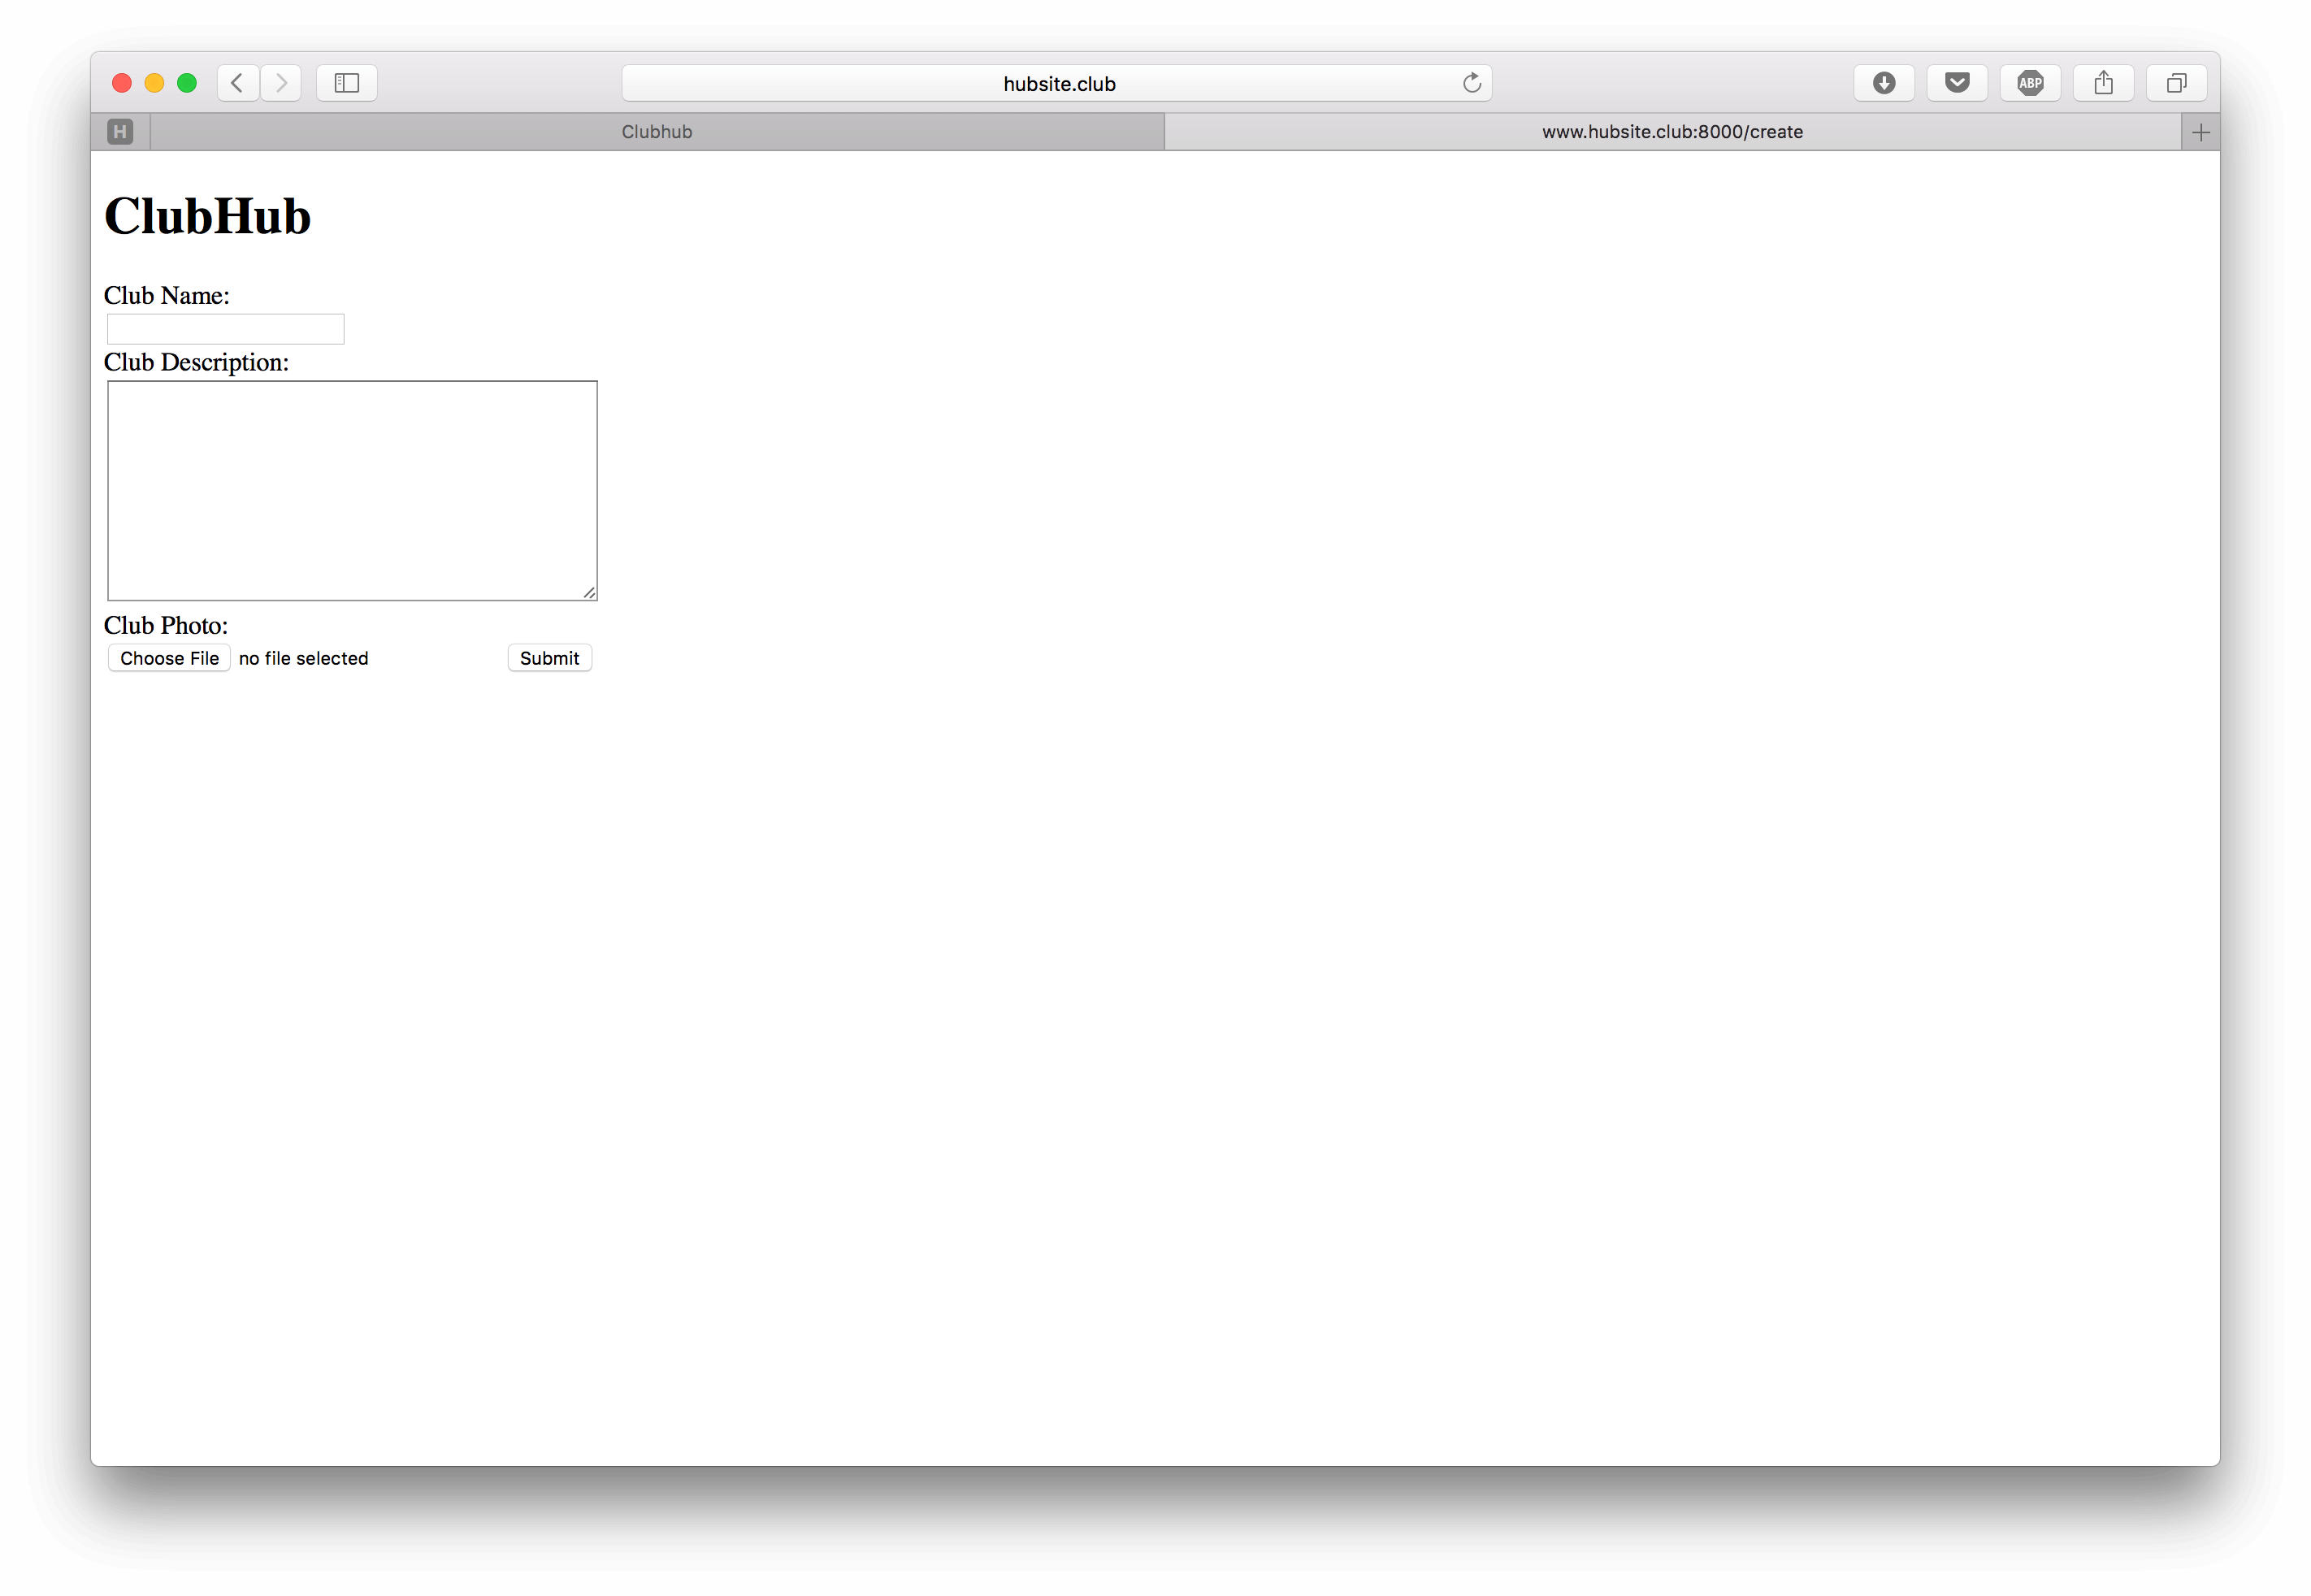 hubsite.club
ABP
H
Clubhub
www.hubsite.club:8000/create
ClubHub
Club Name:
Club Description:
Club Photo:
Choose File no file selected Submit